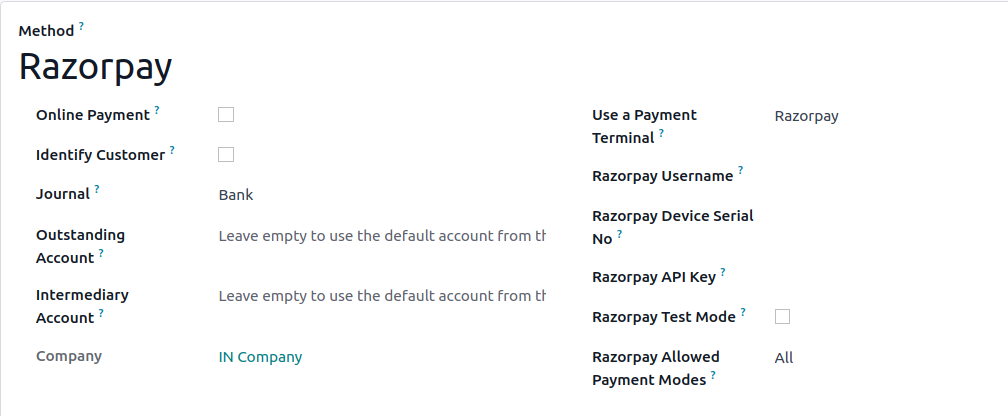 Method ?
Razorpay
Online Payment ?
Identify Customer ?
Journal ? Bank
Outstanding
Account ? Leave empty to use the default account from th
Intermediary
Account ? Leave empty to use the default account from th
Company IN Company
Use a Payment
Terminal ? Razorpay
Razorpay Username ?
Razorpay Device Serial
No ?
Razorpay API Key ?
Razorpay Test Mode ?
Razorpay Allowed
Payment Modes ? All